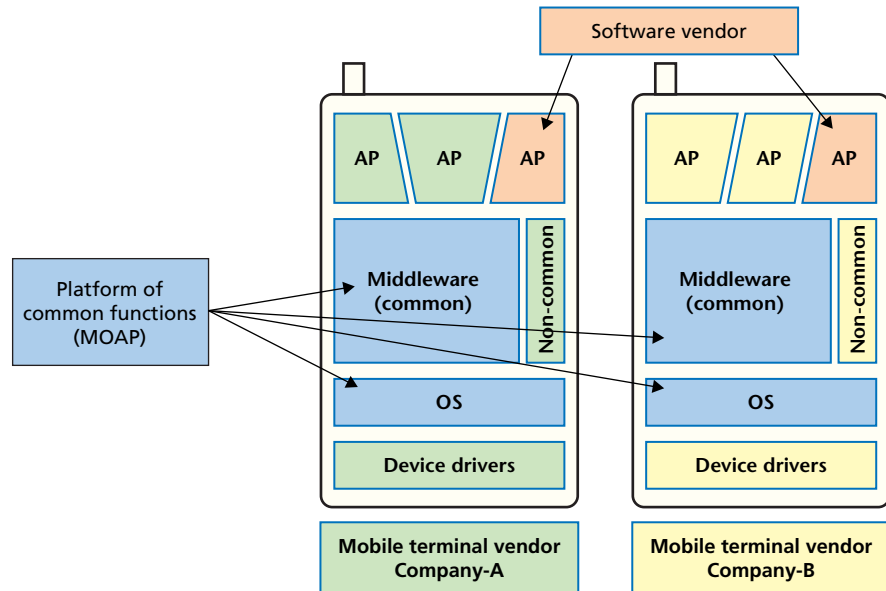 Software vendor
AP
AP
AP
AP
AP
AP
Platform of
common functions
(MOAP)
Middleware
(common)
Non-common
Middleware
(common)
Non-common
OS
OS
Device drivers
Device drivers
Mobile terminal vendor
Company-A
Mobile terminal vendor
Company-B